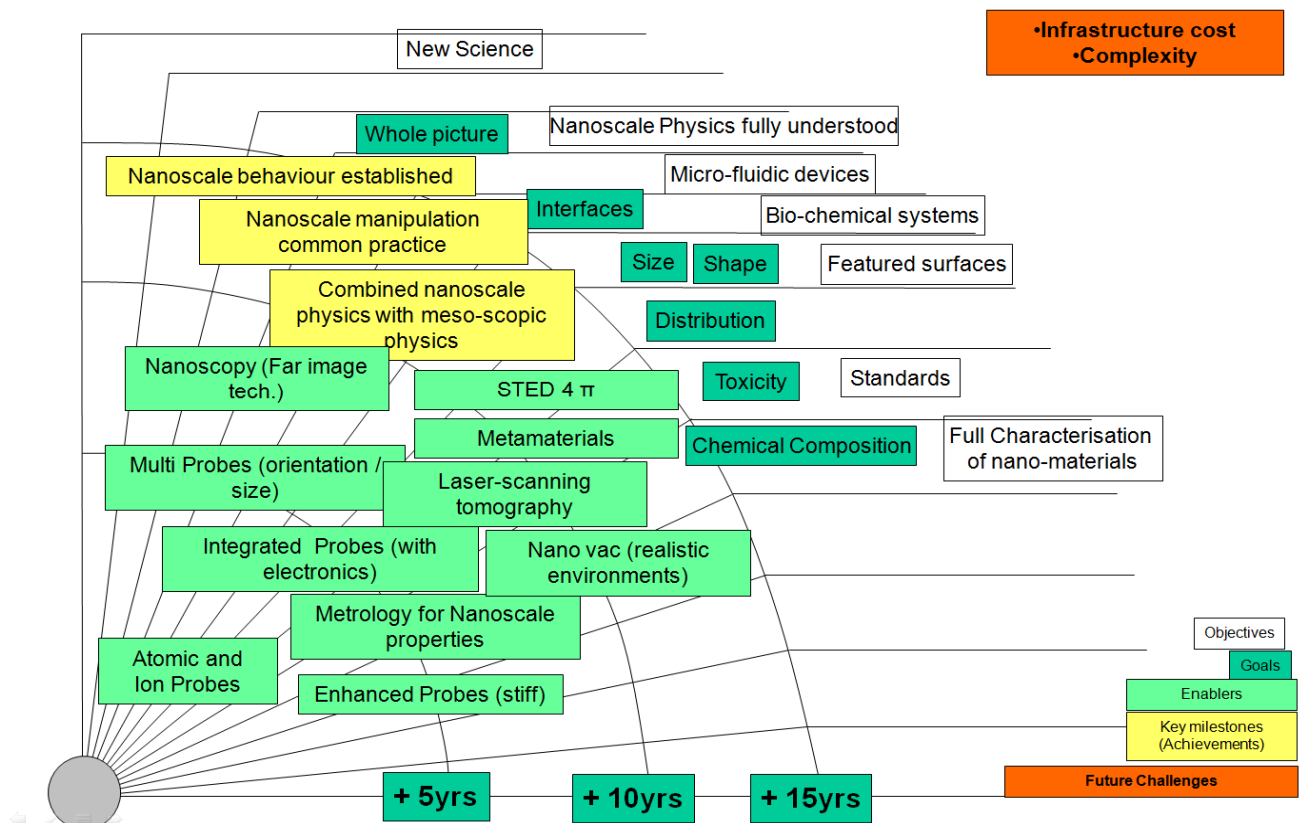 •Infrastructure cost
•Complexity
New Science
Whole picture
Nanoscale Physics fully understood
Nanoscale behaviour established
Micro-fluidic devices
Nanoscale manipulation
common practice
Interfaces
Bio-chemical systems
Size
Shape
Featured surfaces
Combined nanoscale
physics with meso-scopic
physics
Distribution
Nanoscopy (Far image
tech.)
STED 4 π
Toxicity
Standards
Metamaterials
Chemical Composition
Full Characterisation
of nano-materials
Multi Probes (orientation /
size)
Laser-scanning
tomography
Integrated Probes (with
electronics)
Nano vac (realistic
environments)
Metrology for Nanoscale
properties
Atomic and
Ion Probes
Enhanced Probes (stiff)
Objectives
Goals
Enablers
Key milestones
(Achievements)
Future Challenges
+ 5yrs
+ 10yrs
+ 15yrs